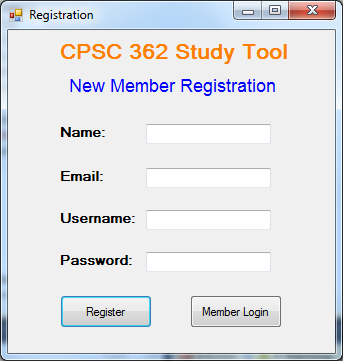 Registration
CPSC 362 Study Tool
New Member Registration
Name:
Email:
Username:
Password:
Register Member Login